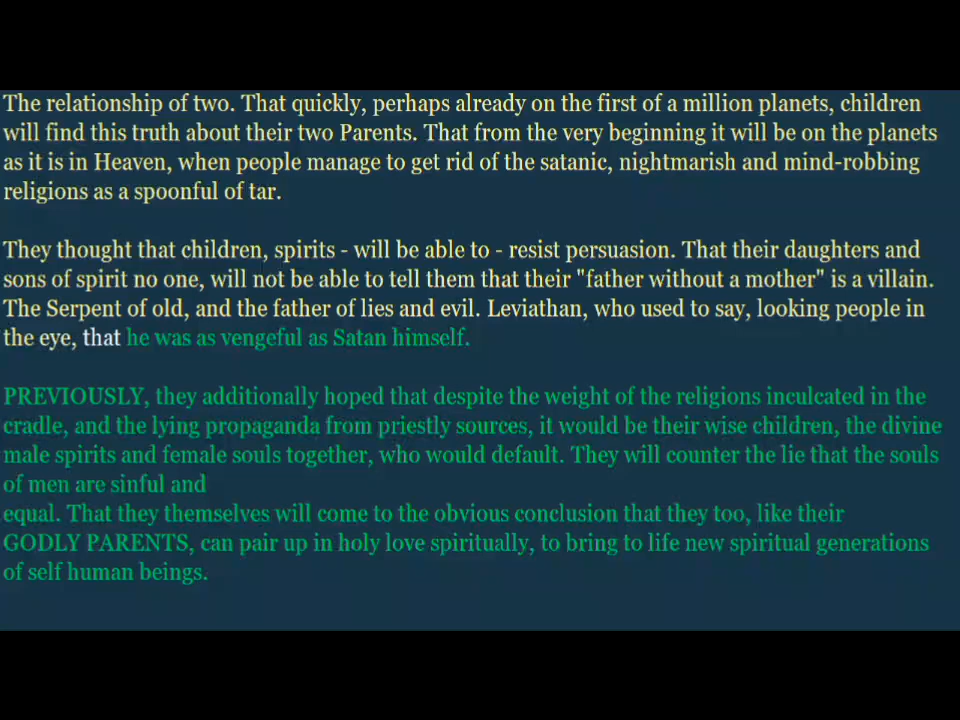 The relationship of two. That quickly, perhaps already on the first of a million planets, children
will find this truth about their two Parents. That from the very beginning it will be on the planets
as it is in Heaven, when people manage to get rid of the satanic, nightmarish and mind-robbing
religions as a spoonful of tar.
They thought that children, spirits - will be able to - resist persuasion. That their daughters and
sons of spirit no one, will not be able to tell them that their "father without a mother" is a villain.
The Serpent of old, and the father of lies and evil. Leviathan, who used to say, looking people in
the eye, that he was as vengeful as Satan himself.
PREVIOUSLY, they additionally hoped that despite the weight of the religions inculcated in the
cradle, and the lying propaganda from priestly sources, it would be their wise children, the divine
male spirits and female souls together, who would default. They will counter the lie that the souls
of men are sinful and
equal. That they themselves will come to the obvious conclusion that they too, like their
GODLY PARENTS, can pair up in holy love spiritually, to bring to life new spiritual generations
of self human beings.